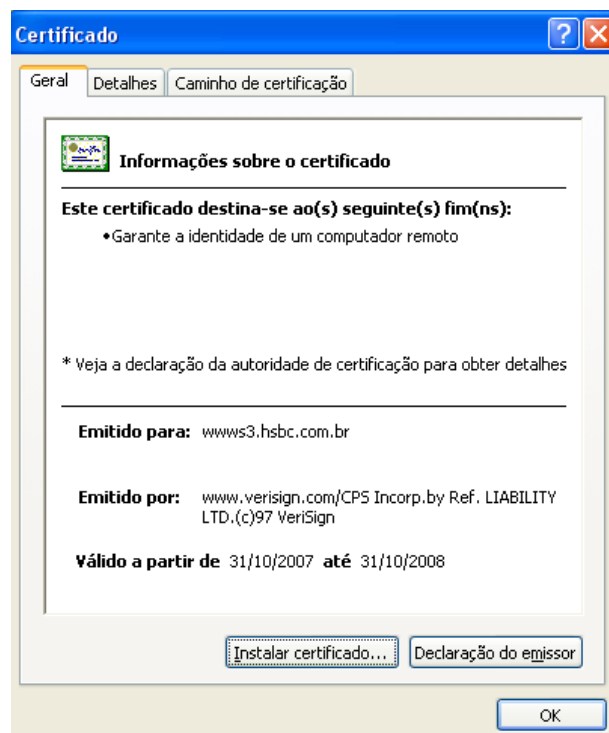 Certificado
Geral
Detalhes
Caminho de certificação
Informações sobre o certificado
Este certificado destina-se ao(s) seguinte(s) fim(ns):
•Garante a identidade de um computador remoto
* Veja a declaração da autoridade de certificação para obter detalhes
Emitido para: wwws3.hsbc.com.br
Emitido por: www.verisign.com/CPS Incorp.by Ref. LIABILITY
LTD.(c)97 VeriSign
Válido a partir de 31/10/2007 até 31/10/2008
Instalar certificado...
Declaração do emissor
OK